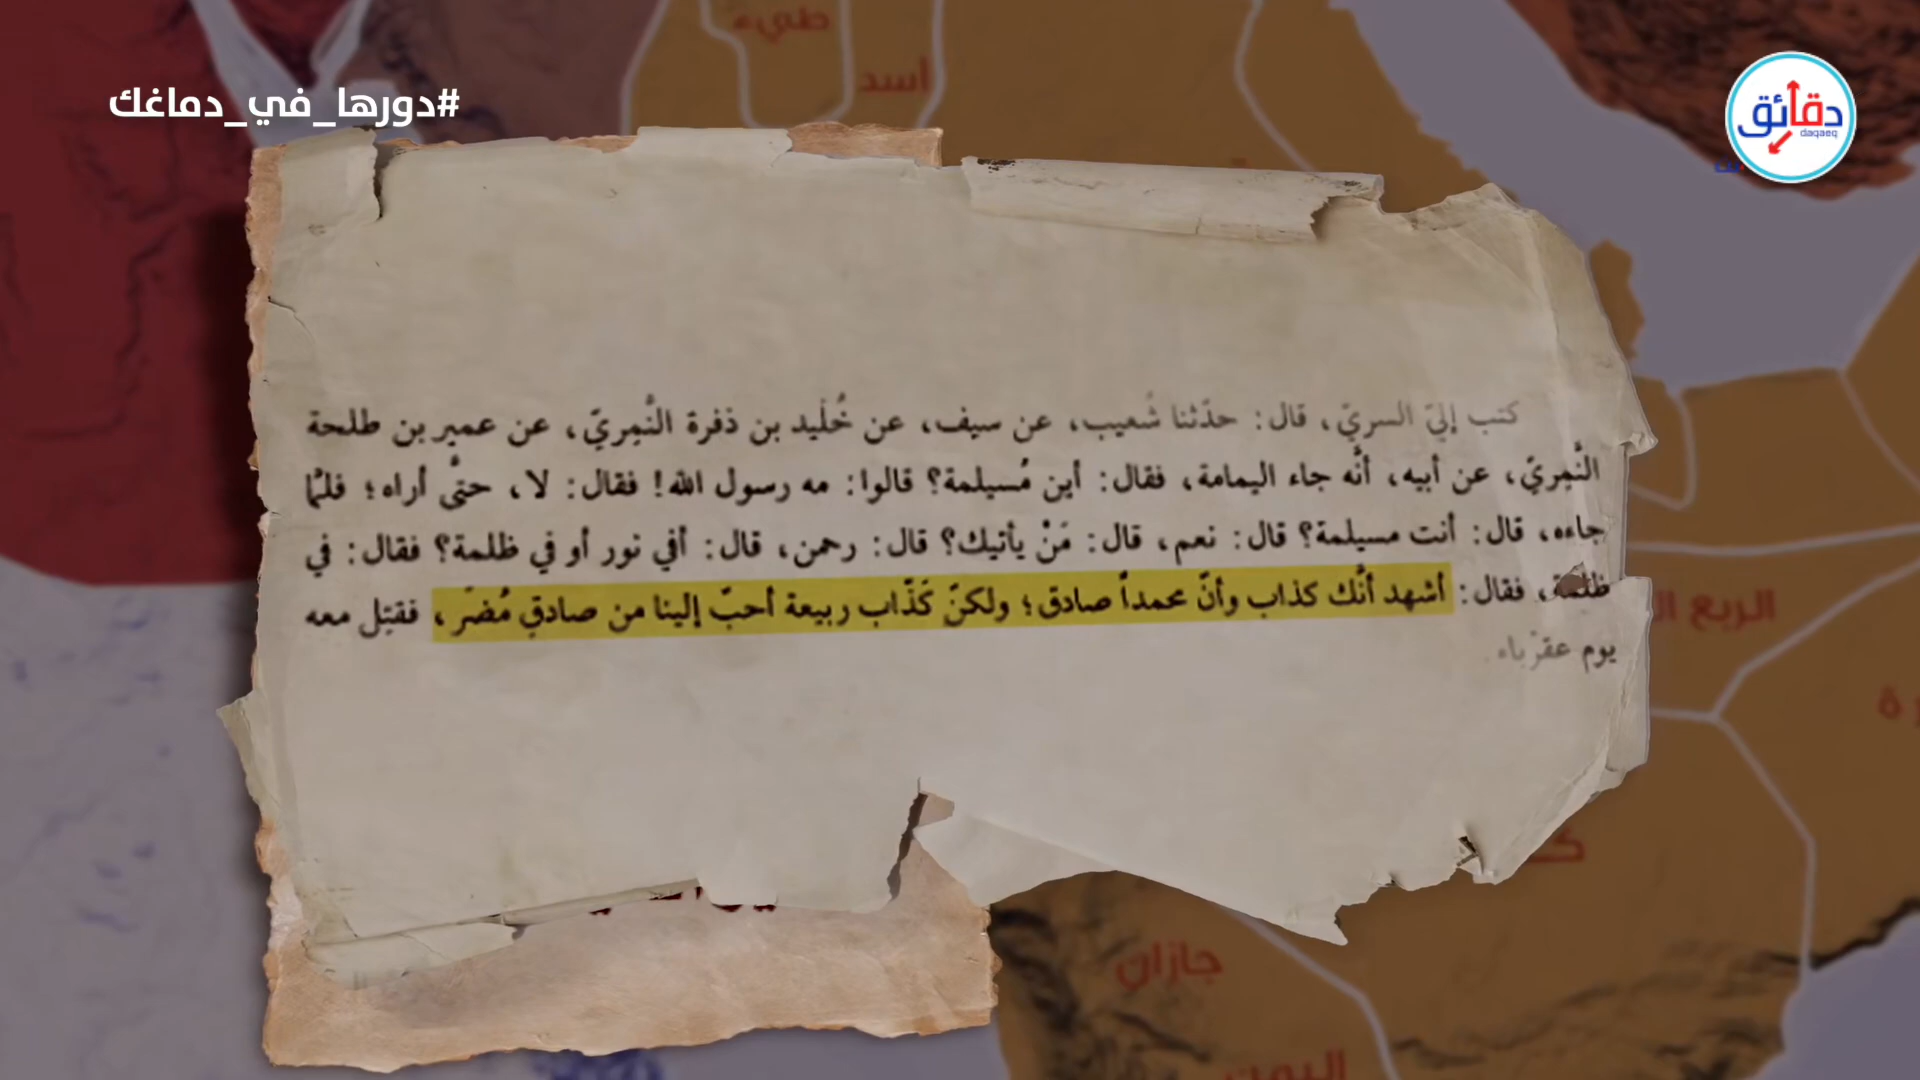 #دورها_في_دماغك
دقائق
daqaeq
طيء
أسد
كتب إليّ السريّ، قال: حدّثنا شُعيب، عن سيف، عن خُلَيد بن ذفرة النَّمِريّ، عن عمير بن طلحة
النَّمِريّ، عن أبيه، أنَّه جاء اليمامة، فقال: أين مُسيلمة؟ قالوا: مه رسول الله! فقال: لا، حتَّى أراه؛ فلمَّا
جاءه، قال: أنت مسيلمة؟ قال: نعم، قال: مَنْ يأتيك؟ قال: رحمن، قال: أفي نور أو في ظلمة؟ فقال: في
ظلمة، فقال: أشهد أنَّك كذاب وأنّ محمداً صادق؛ ولكنّ كَذّاب ربيعة أحبّ إلينا من صادقِ مُضَر، فقتِل معه
يوم عقرباء.
الربع
جازان
اليمن